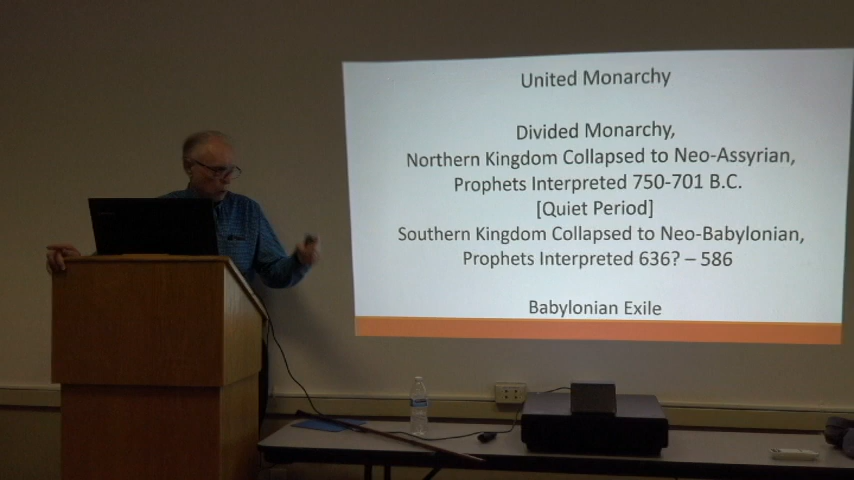 United Monarchy
Divided Monarchy,
Northern Kingdom Collapsed to Neo-Assyrian,
Prophets Interpreted 750-701 B.C.
[Quiet Period]
Southern Kingdom Collapsed to Neo-Babylonian,
Prophets Interpreted 636? – 586
Babylonian Exile